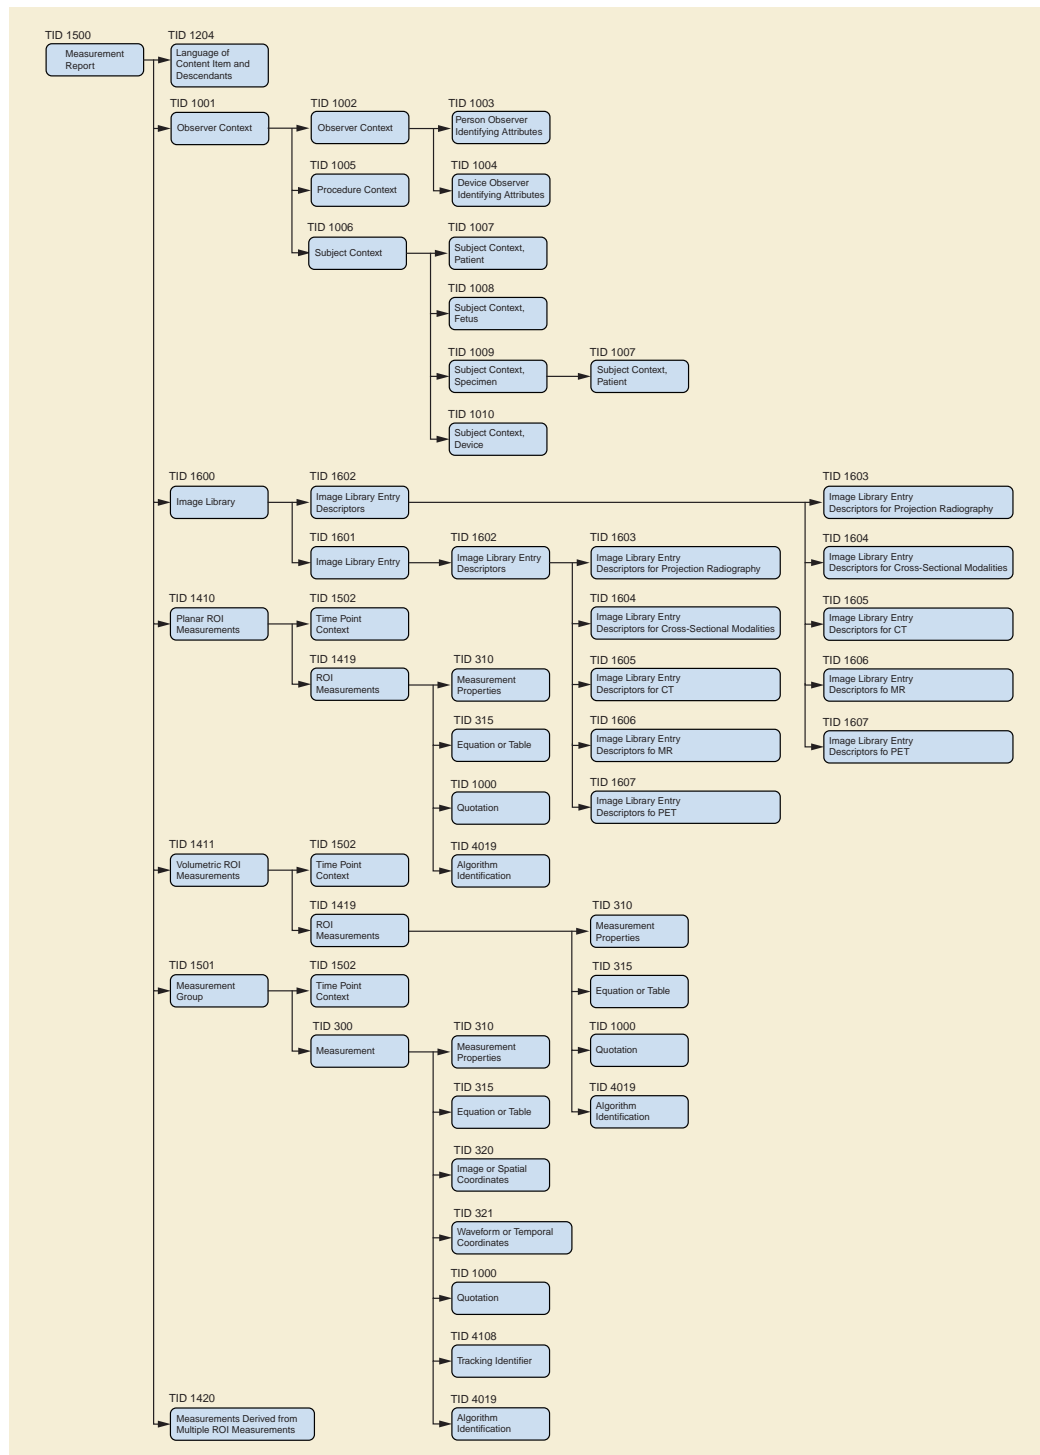 TID 1500
Measurement
Report
TID 1204
Language of
Content Item and
Descendants
TID 1001
Observer Context
TID 1002
Observer Context
TID 1003
Person Observer
Identifying Attributes
TID 1004
Device Observer
Identifying Attributes
TID 1005
Procedure Context
TID 1006
Subject Context
TID 1007
Subject Context,
Patient
TID 1008
Subject Context,
Fetus
TID 1009
Subject Context,
Specimen
TID 1007
Subject Context,
Patient
TID 1010
Subject Context,
Device
TID 1600
Image Library
TID 1602
Image Library Entry
Descriptors
TID 1603
Image Library Entry
Descriptors for Projection Radiography
TID 1604
Image Library Entry
Descriptors for Cross-Sectional Modalities
TID 1605
Image Library Entry
Descriptors for CT
TID 1606
Image Library Entry
Descriptors fo MR
TID 1607
Image Library Entry
Descriptors fo PET
TID 1601
Image Library Entry
TID 1602
Image Library Entry
Descriptors
TID 1603
Image Library Entry
Descriptors for Projection Radiography
TID 1604
Image Library Entry
Descriptors for Cross-Sectional Modalities
TID 1605
Image Library Entry
Descriptors for CT
TID 1606
Image Library Entry
Descriptors fo MR
TID 1607
Image Library Entry
Descriptors fo PET
TID 1410
Planar ROI
Measurements
TID 1502
Time Point
Context
TID 1419
ROI
Measurements
TID 310
Measurement
Properties
TID 315
Equation or Table
TID 1000
Quotation
TID 4019
Algorithm
Identification
TID 1411
Volumetric ROI
Measurements
TID 1502
Time Point
Context
TID 1419
ROI
Measurements
TID 310
Measurement
Properties
TID 315
Equation or Table
TID 1000
Quotation
TID 4019
Algorithm
Identification
TID 1501
Measurement
Group
TID 1502
Time Point
Context
TID 300
Measurement
TID 310
Measurement
Properties
TID 315
Equation or Table
TID 320
Image or Spatial
Coordinates
TID 321
Waveform or Temporal
Coordinates
TID 1000
Quotation
TID 4108
Tracking Identifier
TID 4019
Algorithm
Identification
TID 1420
Measurements Derived from
Multiple ROI Measurements